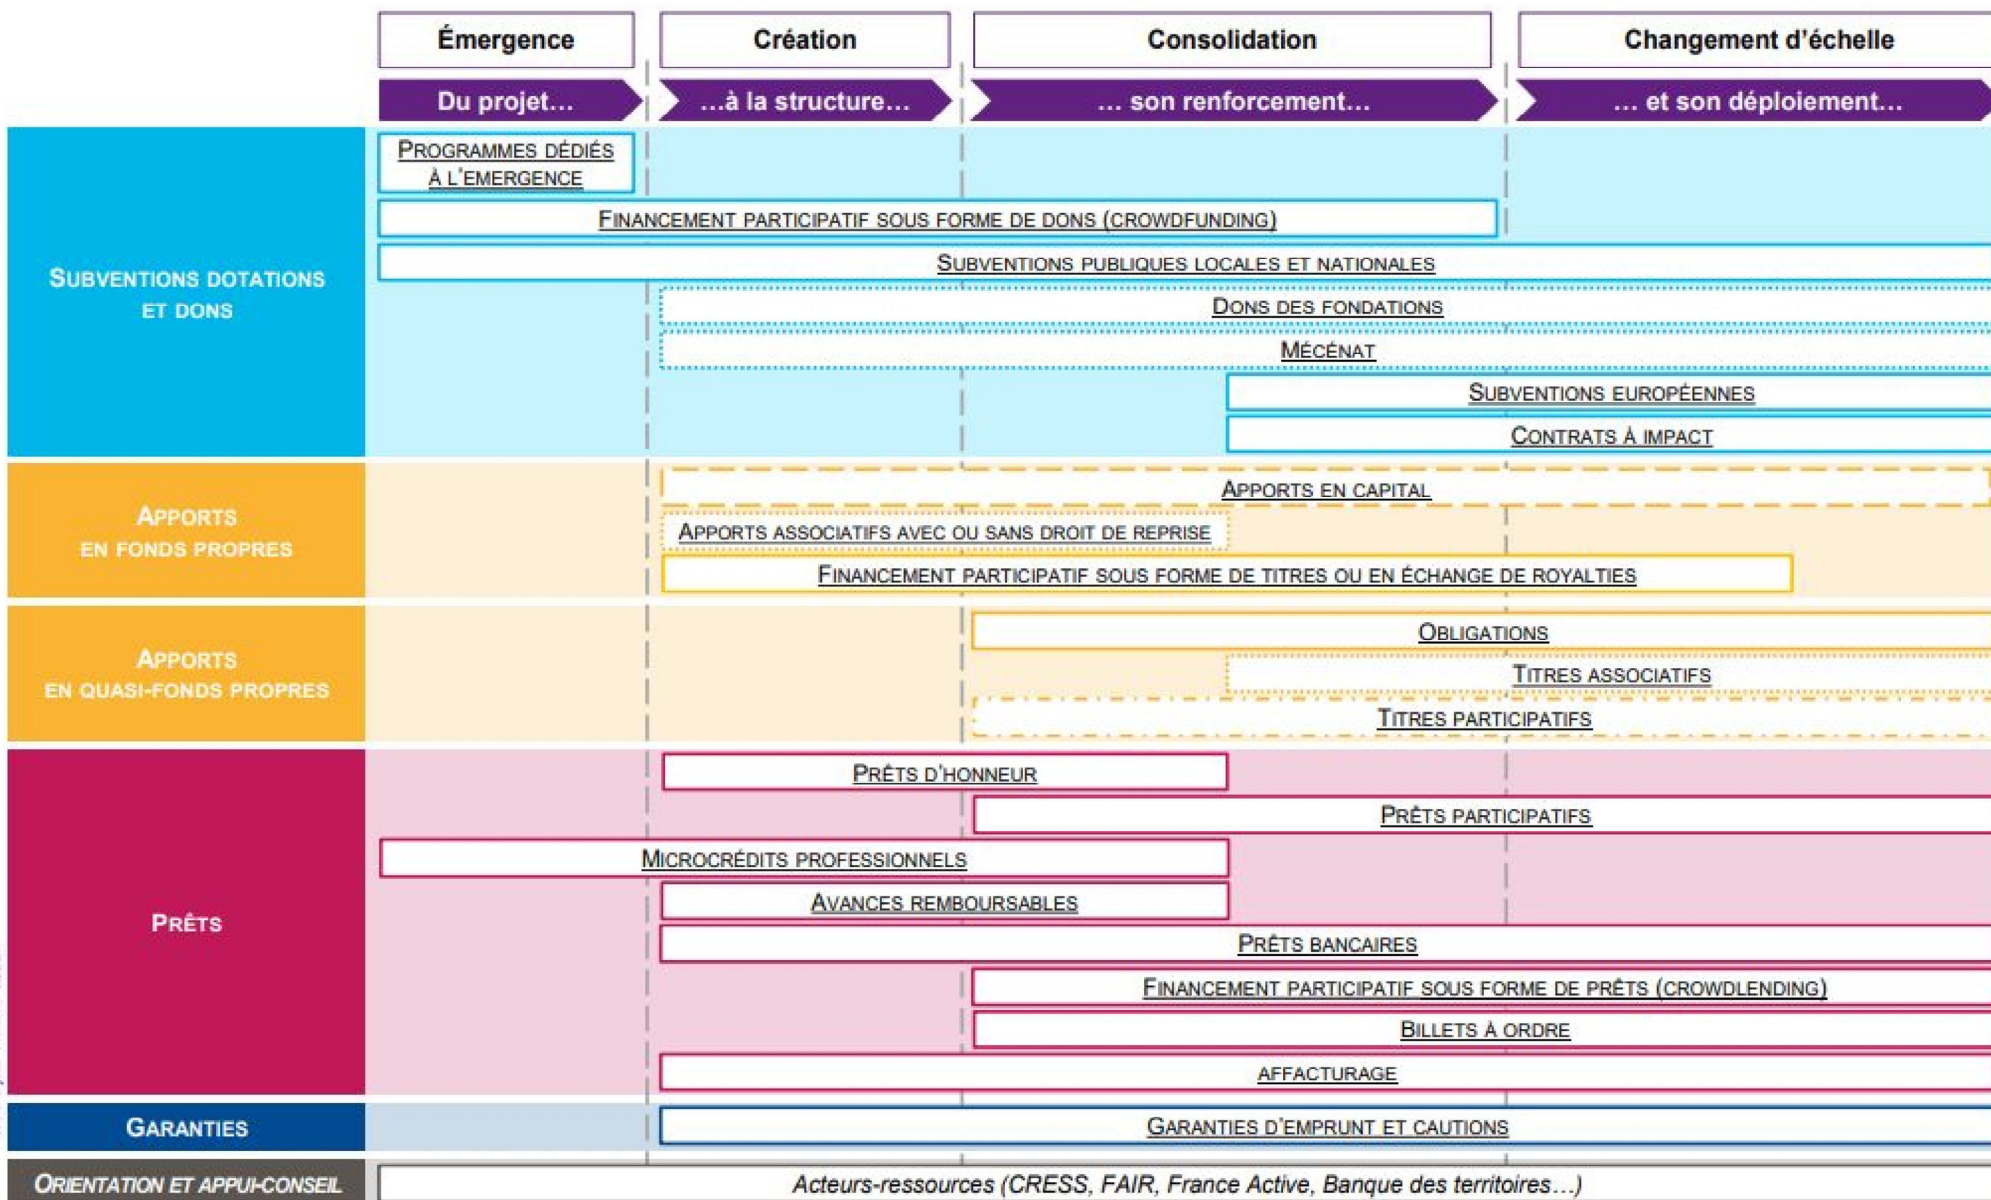 Émergence
Création
Consolidation
Changement d'échelle
Du projet…
…à la structure…
… son renforcement…
… et son déploiement…
SUBVENTIONS DOTATIONS
ET DONS
PROGRAMMES DÉDIÉS
À L'EMERGENCE
FINANCEMENT PARTICIPATIF SOUS FORME DE DONS (CROWDFUNDING)
SUBVENTIONS PUBLIQUES LOCALES ET NATIONALES
DONS DES FONDATIONS
MÉCÉNAT
SUBVENTIONS EUROPÉENNES
CONTRATS À IMPACT
APPORTS
EN FONDS PROPRES
APPORTS EN CAPITAL
APPORTS ASSOCIATIFS AVEC OU SANS DROIT DE REPRISE
FINANCEMENT PARTICIPATIF SOUS FORME DE TITRES OU EN ÉCHANGE DE ROYALTIES
APPORTS
EN QUASI-FONDS PROPRES
OBLIGATIONS
TITRES ASSOCIATIFS
TITRES PARTICIPATIFS
PRÊTS
PRÊTS D'HONNEUR
PRÊTS PARTICIPATIFS
MICROCRÉDITS PROFESSIONNELS
AVANCES REMBOURSABLES
PRÊTS BANCAIRES
FINANCEMENT PARTICIPATIF SOUS FORME DE PRÊTS (CROWDLENDING)
BILLETS À ORDRE
AFFACTURAGE
GARANTIES
GARANTIES D'EMPRUNT ET CAUTIONS
ORIENTATION ET APPUI-CONSEIL
Acteurs-ressources (CRESS, FAIR, France Active, Banque des territoires…)